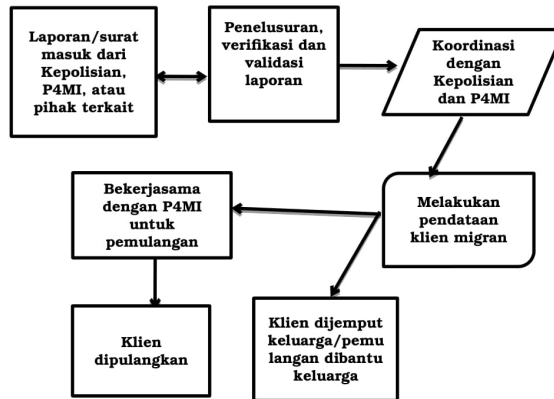 Laporan/surat
masuk dari
Kepolisian,
P4MI, atau
pihak terkait
Penelusuran,
verifikasi dan
validasi
laporan
Koordinasi
dengan
Kepolisian
dan P4MI
Melakukan
pendataan
klien migran
Bekerjasama
dengan P4MI
untuk
pemulangan
Klien
dipulangkan
Klien dijemput
keluarga/pemu
langan dibantu
keluarga